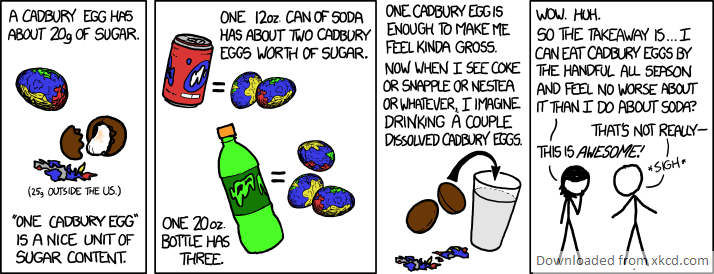 A CADBURY EGG HAS
ABOUT 20g OF SUGAR.
(25g OUTSIDE THE US.)
"ONE CADBURY EGG"
IS A NICE UNIT OF
SUGAR CONTENT.
ONE 12oz. CAN OF SODA
HAS ABOUT TWO CADBURY
EGGS WORTH OF SUGAR.
=
=
ONE 20oz.
BOTTLE HAS
THREE.
ONE CADBURY EGG IS
ENOUGH TO MAKE ME
FEEL KINDA GROSS.
NOW WHEN I SEE COKE
OR SNAPPLE OR NESTEA
OR WHATEVER, I IMAGINE
DRINKING A COUPLE
DISSOLVED CADBURY EGGS.
WOW. HUH.
SO THE TAKEAWAY IS... I
CAN EAT CADBURY EGGS BY
THE HANDFUL ALL SEASON
AND FEEL NO WORSE ABOUT
IT THAN I DO ABOUT SODA?
THAT'S NOT REALLY—
THIS IS AWESOME!
*SIGH*
Downloaded from xkcd.com